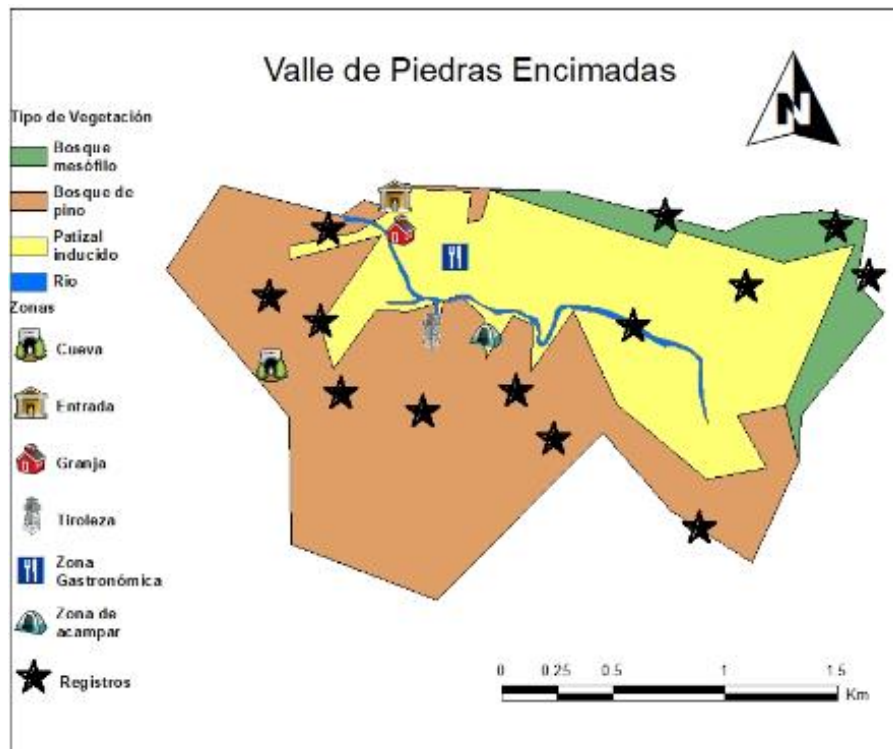 Valle de Piedras Encimadas
N
Tipo de Vegetación
Bosque
mesófilo
Bosque de
pino
Patizal
inducido
Río
Zonas
Cueva
Entrada
Granja
Tiroleza
Zona
Gastronómica
Zona de
acampar
Registros
0 0.25 0.5 1 1.5
Km